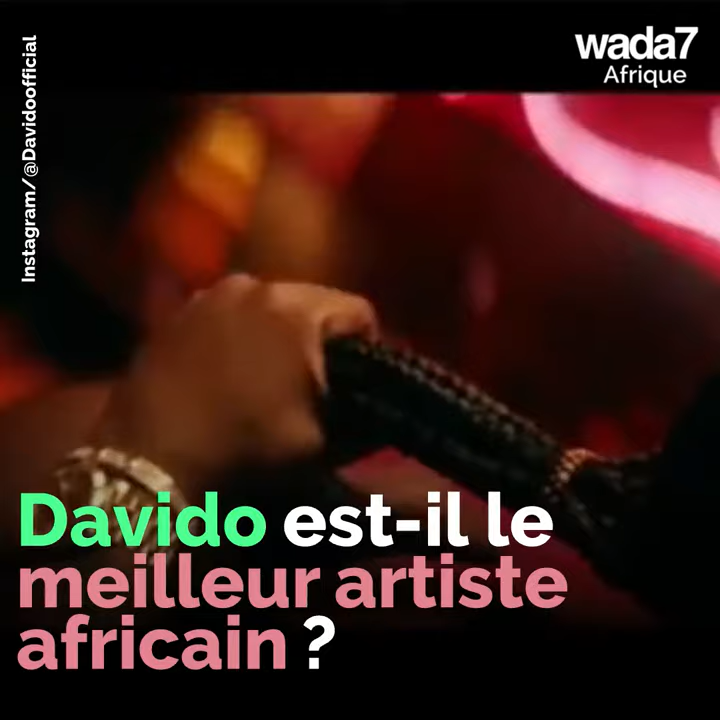 wada7
Afrique
Instagram/@Davidoofficial
Davido est-il le
meilleur artiste
africain ?